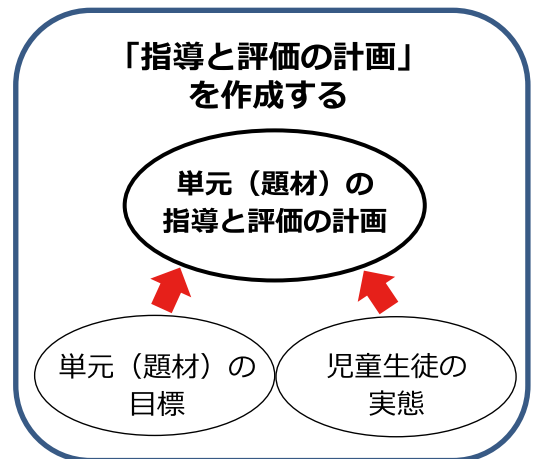 「指導と評価の計画」
を作成する
単元（題材）の
指導と評価の計画
単元（題材）の
目標
児童生徒の
実態